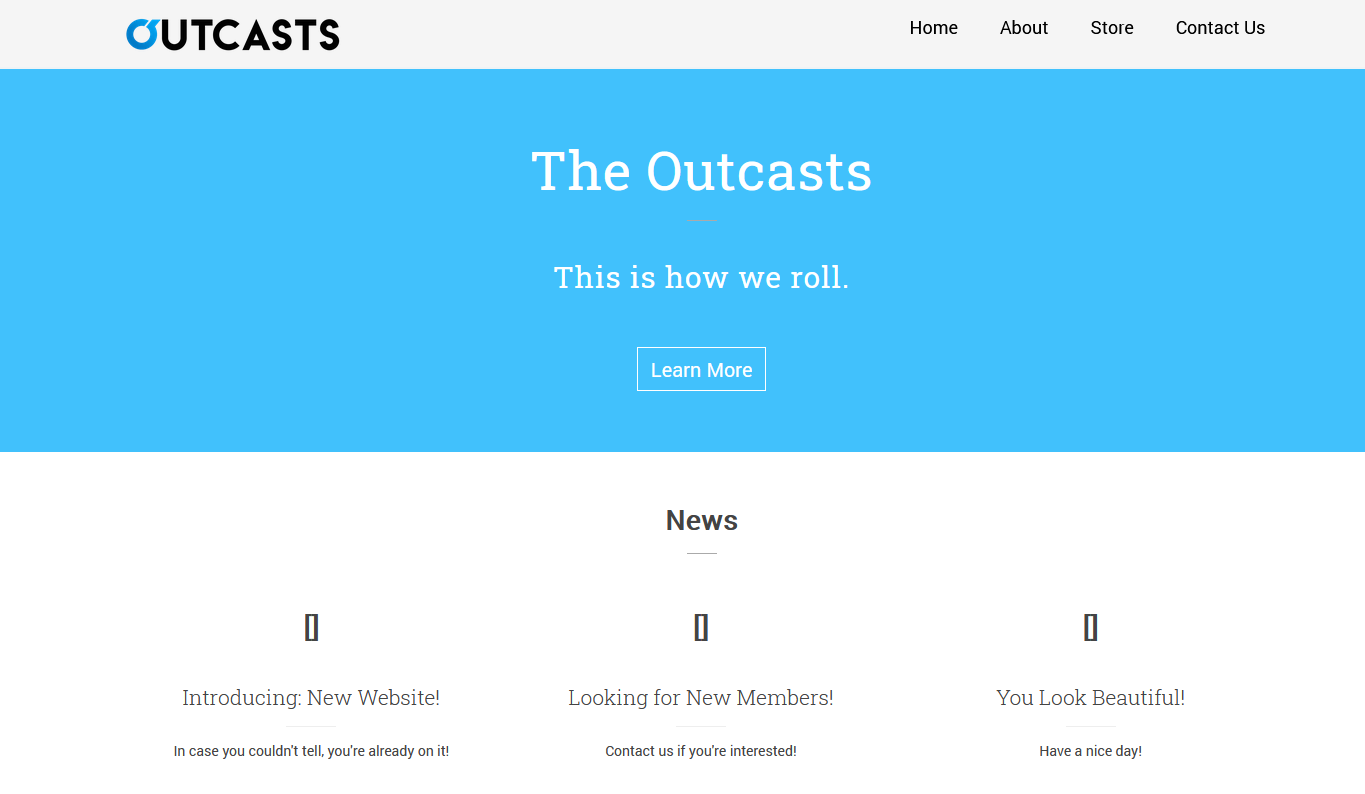 OUTCASTS
Home About Store Contact Us
The Outcasts
This is how we roll.
Learn More
News
Introducing: New Website! Looking for New Members! You Look Beautiful!
In case you couldn't tell, you're already on it! Contact us if you're interested! Have a nice day!